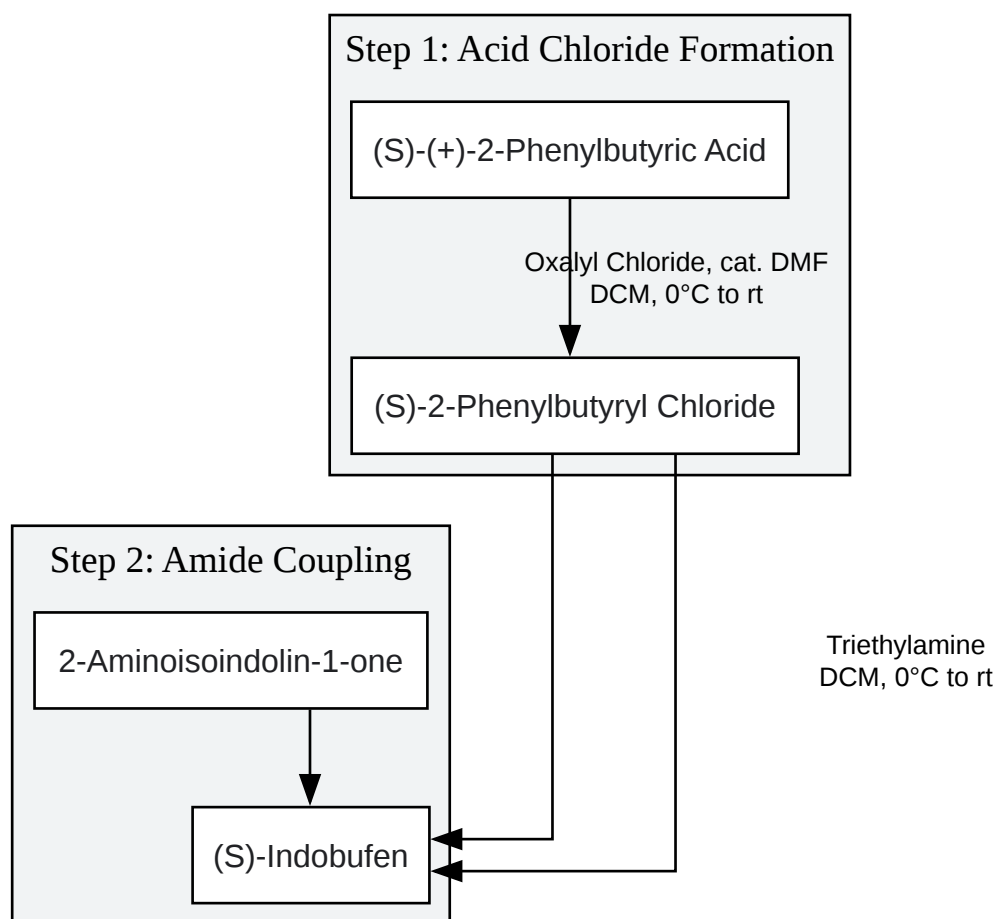 Step 1: Acid Chloride Formation
(S)-(+)-2-Phenylbutyric Acid
Oxalyl Chloride, cat. DMF
DCM, 0°C to rt
(S)-2-Phenylbutyryl Chloride
Step 2: Amide Coupling
2-Aminoisoindolin-1-one
Triethylamine
DCM, 0°C to rt
(S)-Indobufen